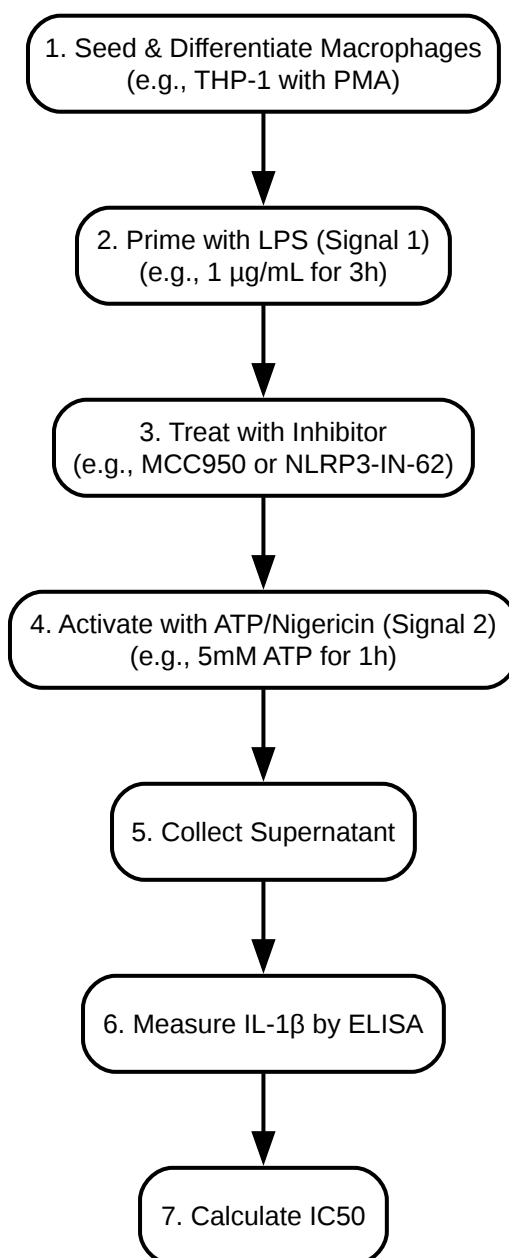 1. Seed & Differentiate Macrophages
(e.g., THP-1 with PMA)
2. Prime with LPS (Signal 1)
(e.g., 1 µg/mL for 3h)
3. Treat with Inhibitor
(e.g., MCC950 or NLRP3-IN-62)
4. Activate with ATP/Nigericin (Signal 2)
(e.g., 5mM ATP for 1h)
5. Collect Supernatant
6. Measure IL-1β by ELISA
7. Calculate IC50